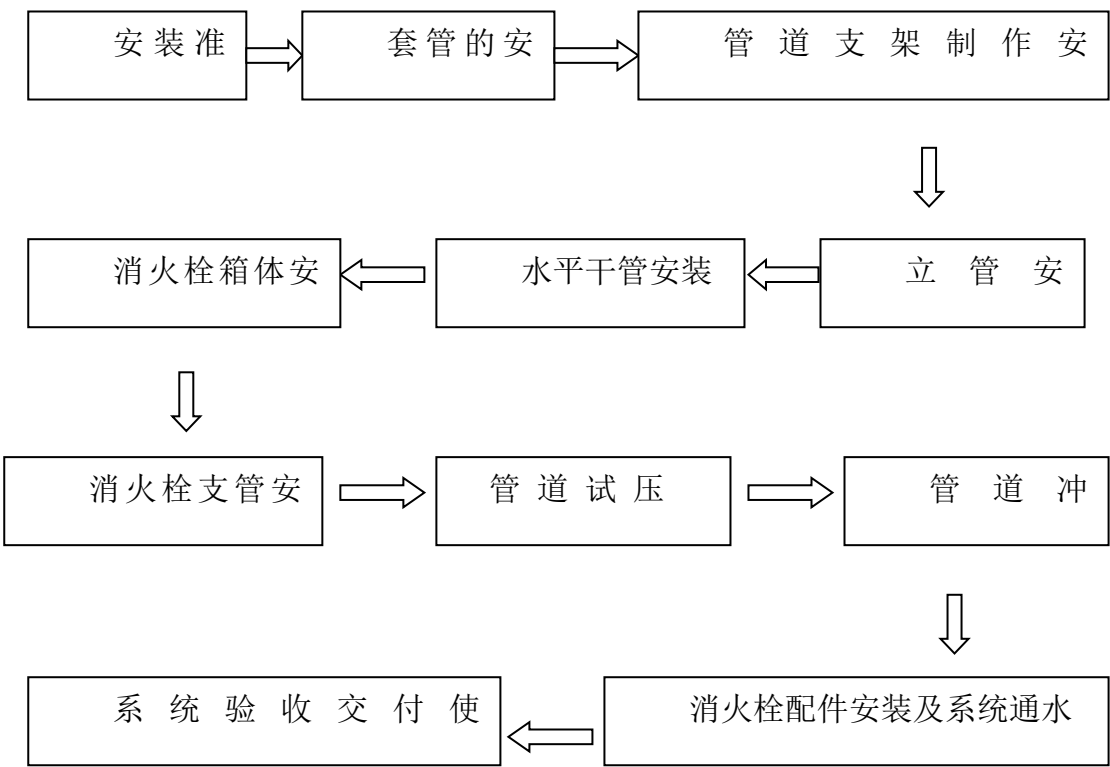 安装准
套管的安
管道支架制作安
立管安
水平干管安装
消火栓箱体安
消火栓支管安
管道试压
管道冲
消火栓配件安装及系统通水
系统验收交付使